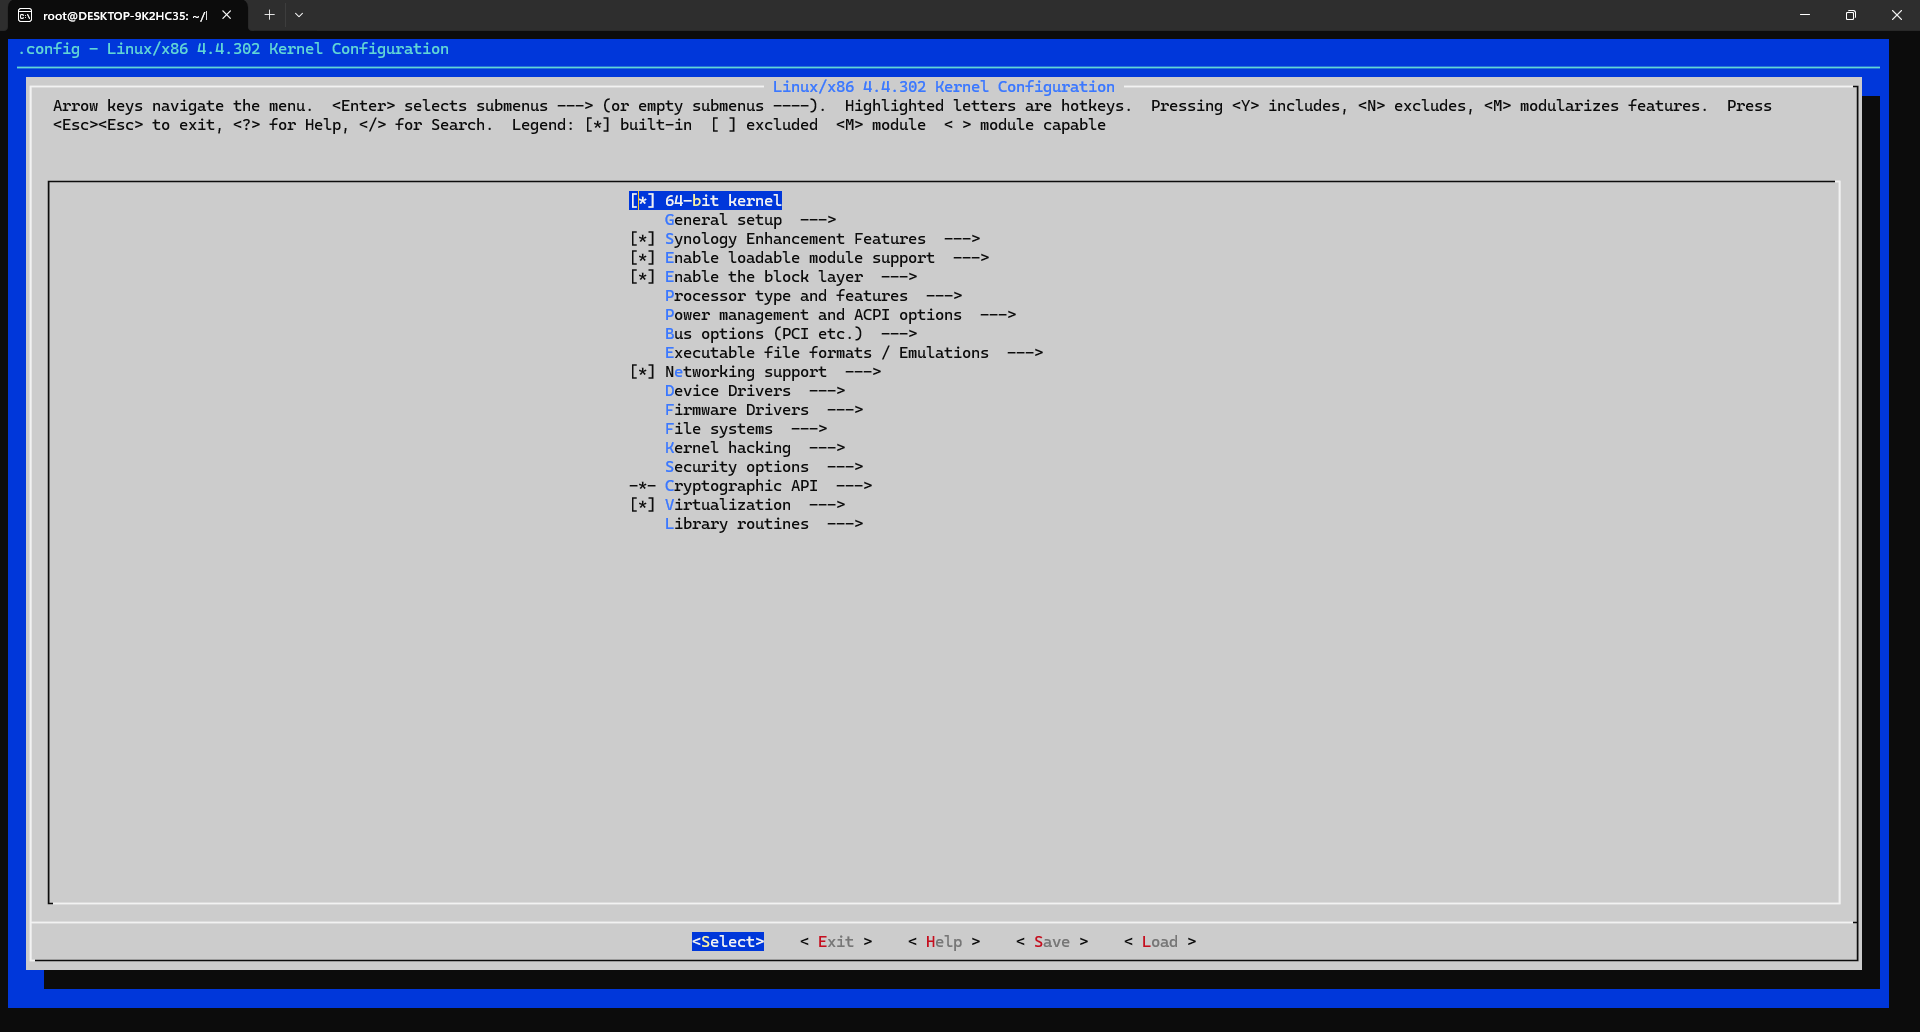 root@DESKTOP-9K2HC35: ~/l
.config - Linux/x86 4.4.302 Kernel Configuration
Linux/x86 4.4.302 Kernel Configuration
Arrow keys navigate the menu.  <Enter> selects submenus ---> (or empty submenus ----).  Highlighted letters are hotkeys.  Pressing <Y> includes, <N> excludes, <M> modularizes features.  Press
<Esc><Esc> to exit, <?> for Help, </> for Search.  Legend: [*] built-in  [ ] excluded  <M> module  < > module capable
[*] 64-bit kernel
General setup  --->
[*] Synology Enhancement Features  --->
[*] Enable loadable module support  --->
[*] Enable the block layer  --->
Processor type and features  --->
Power management and ACPI options  --->
Bus options (PCI etc.)  --->
Executable file formats / Emulations  --->
[*] Networking support  --->
Device Drivers  --->
Firmware Drivers  --->
File systems  --->
Kernel hacking  --->
Security options  --->
-*- Cryptographic API  --->
[*] Virtualization  --->
Library routines  --->
<Select>    < Exit >    < Help >    < Save >    < Load >